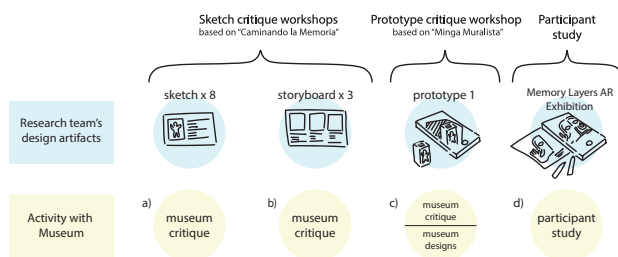 Sketch critique workshops
based on "Caminando la Memoria"
Prototype critique workshop
based on "Minga Muralista"
Participant
study
sketch x 8
storyboard x 3
prototype 1
Memory Layers AR
Exhibition
Research team's
design artifacts
Activity with
Museum
a)
museum
critique
b)
museum
critique
c)
museum
critique
museum
designs
d)
participant
study